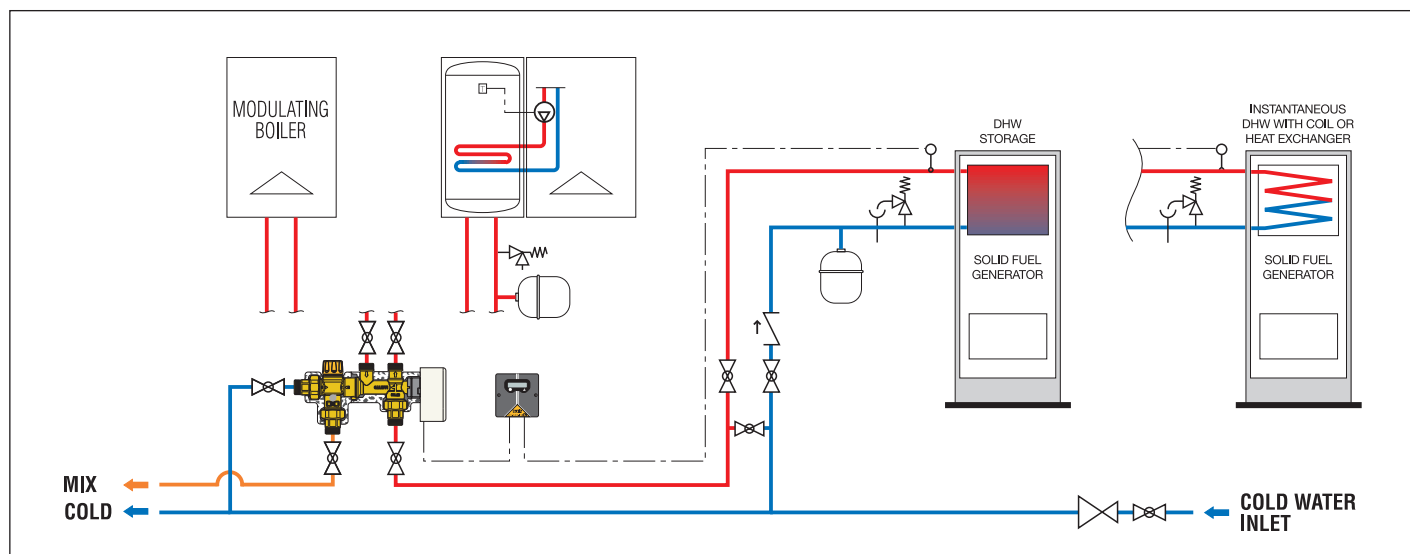 MODULATING
BOILER
T
DHW
STORAGE
INSTANTANEOUS
DHW WITH COIL OR
HEAT EXCHANGER
SOLID FUEL
GENERATOR
SOLID FUEL
GENERATOR
MIX
COLD
COLD WATER
INLET